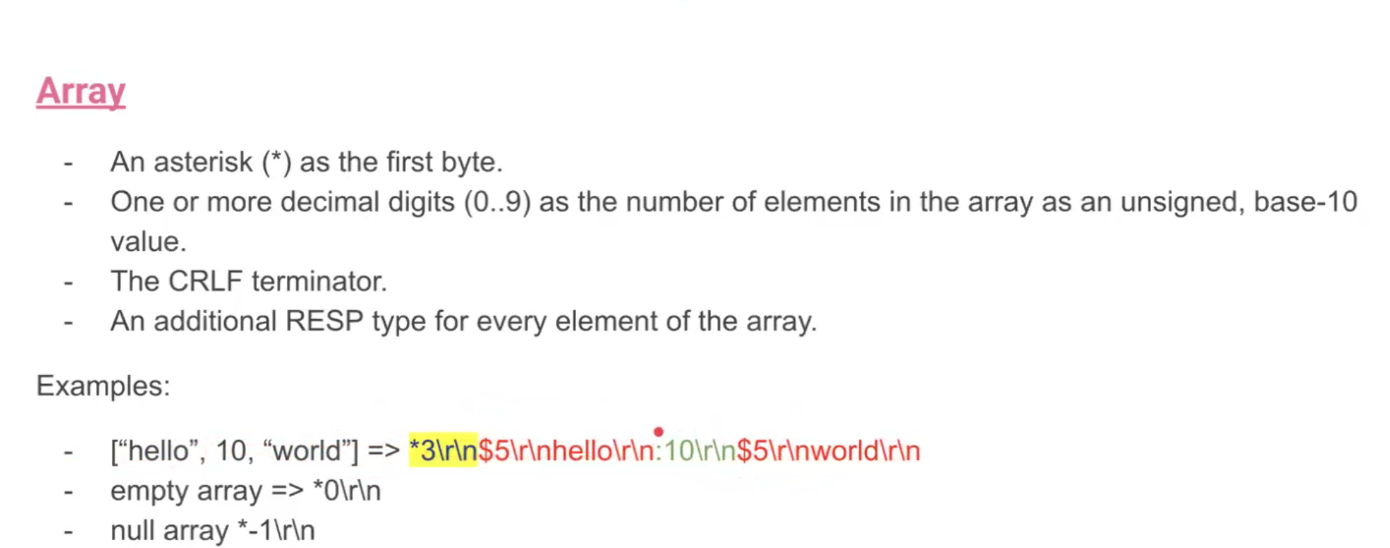 Array
- An asterisk (*) as the first byte.
- One or more decimal digits (0..9) as the number of elements in the array as an unsigned, base-10
value.
- The CRLF terminator.
- An additional RESP type for every element of the array.
Examples:
- [“hello”, 10, “world”] => *3\r\n$5\r\nhello\r\n:10\r\n$5\r\nworld\r\n
- empty array => *0\r\n
- null array *-1\r\n